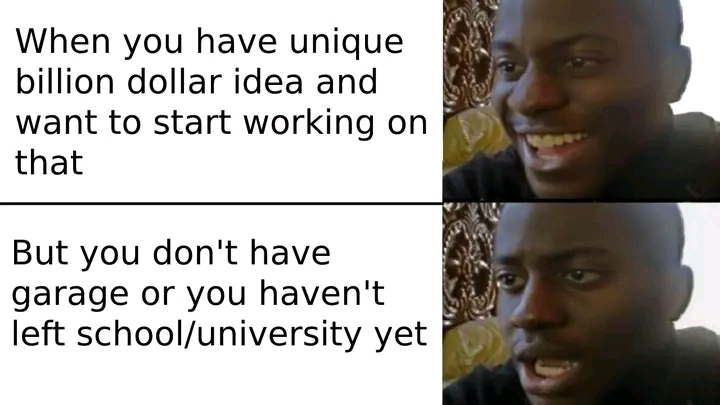 When you have unique
billion dollar idea and
want to start working on
that
But you don't have
garage or you haven't
left school/university yet